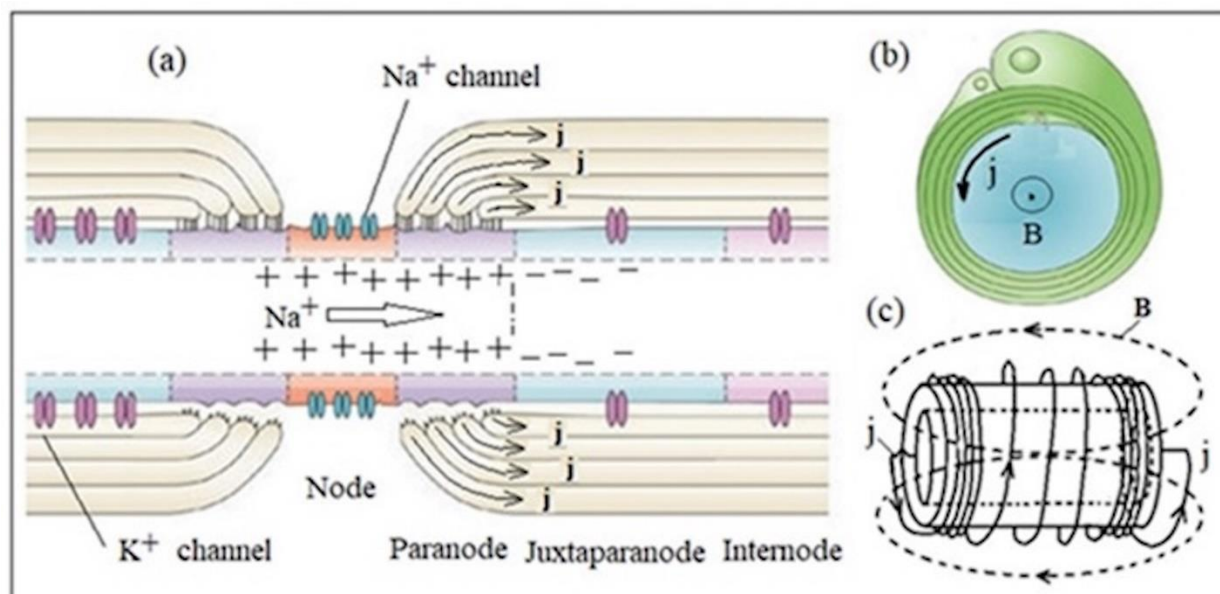 (a)
Na⁺ channel
j
j
j
j
Na⁺
+ + + + + + + − − − −
+ + + + + + + − − − −
j
j
j
Node
K⁺ channel
Paranode
Juxtaparanode
Internode
(b)
j
B
(c)
B
j
j